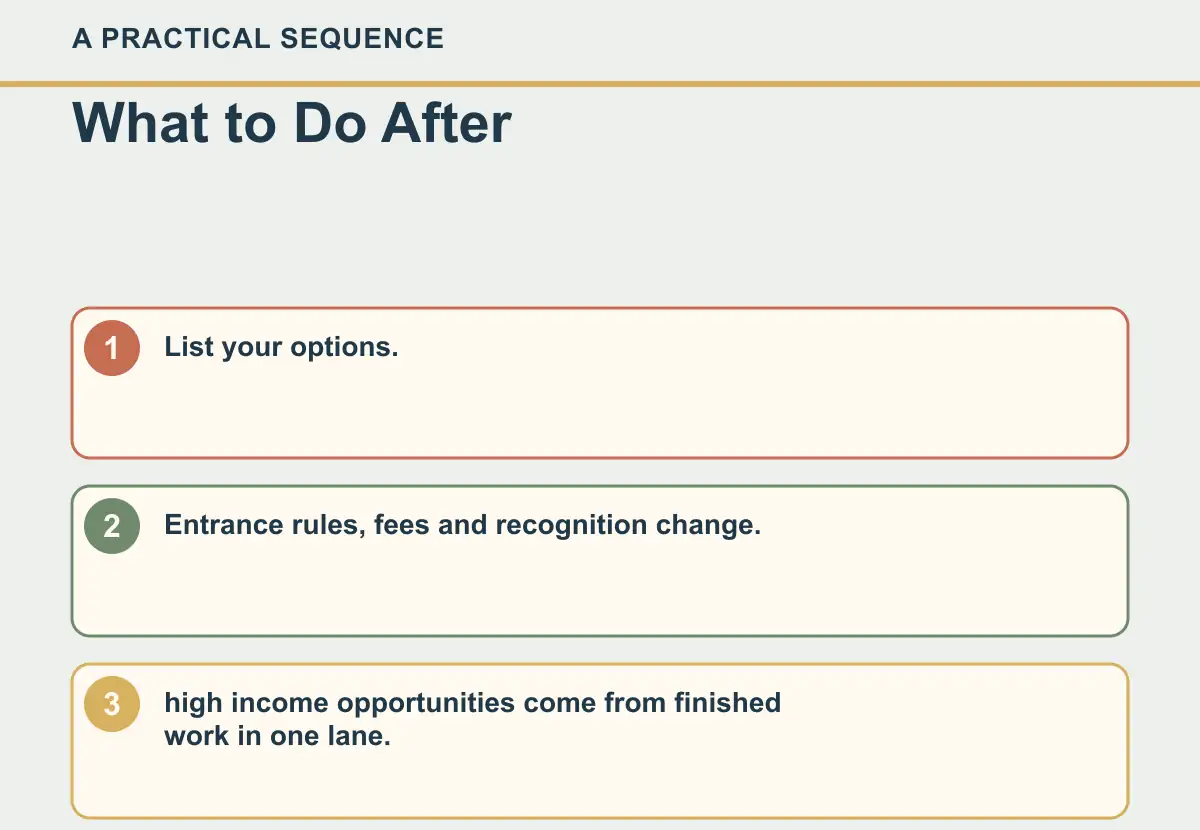 A PRACTICAL SEQUENCE
What to Do After
1
List your options.
2
Entrance rules, fees and recognition change.
3
high income opportunities come from finished
work in one lane.